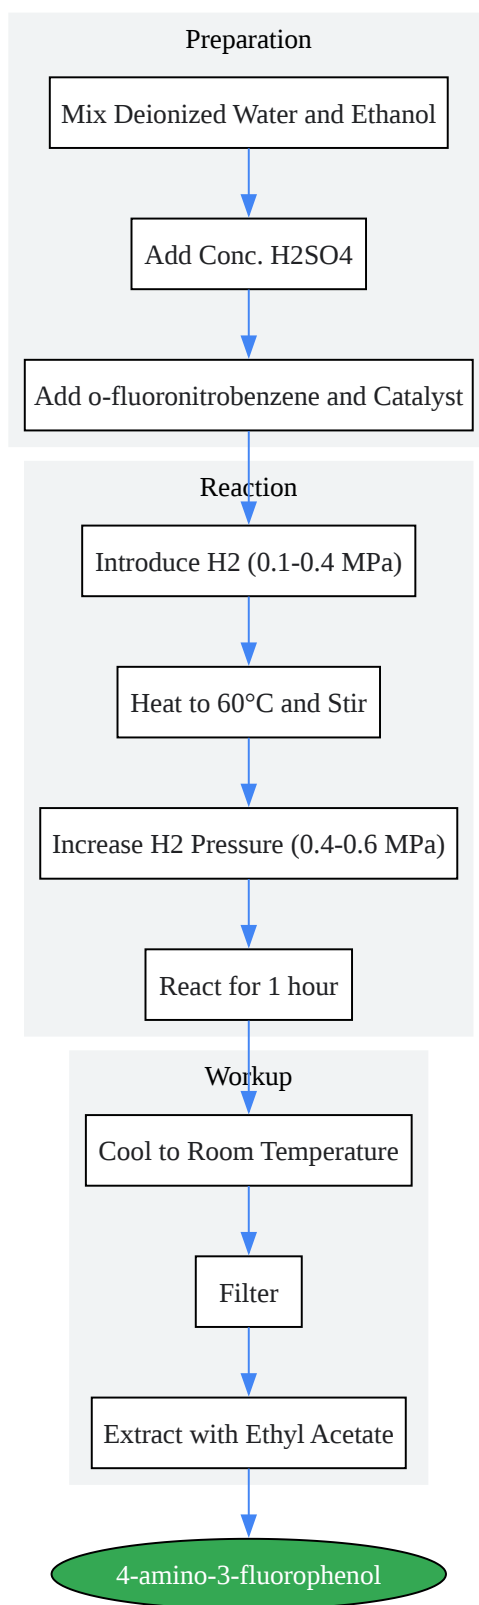 Preparation
Mix Deionized Water and Ethanol
Add Conc. H2SO4
Add o-fluoronitrobenzene and Catalyst
Reaction
Introduce H2 (0.1-0.4 MPa)
Heat to 60°C and Stir
Increase H2 Pressure (0.4-0.6 MPa)
React for 1 hour
Workup
Cool to Room Temperature
Filter
Extract with Ethyl Acetate
4-amino-3-fluorophenol